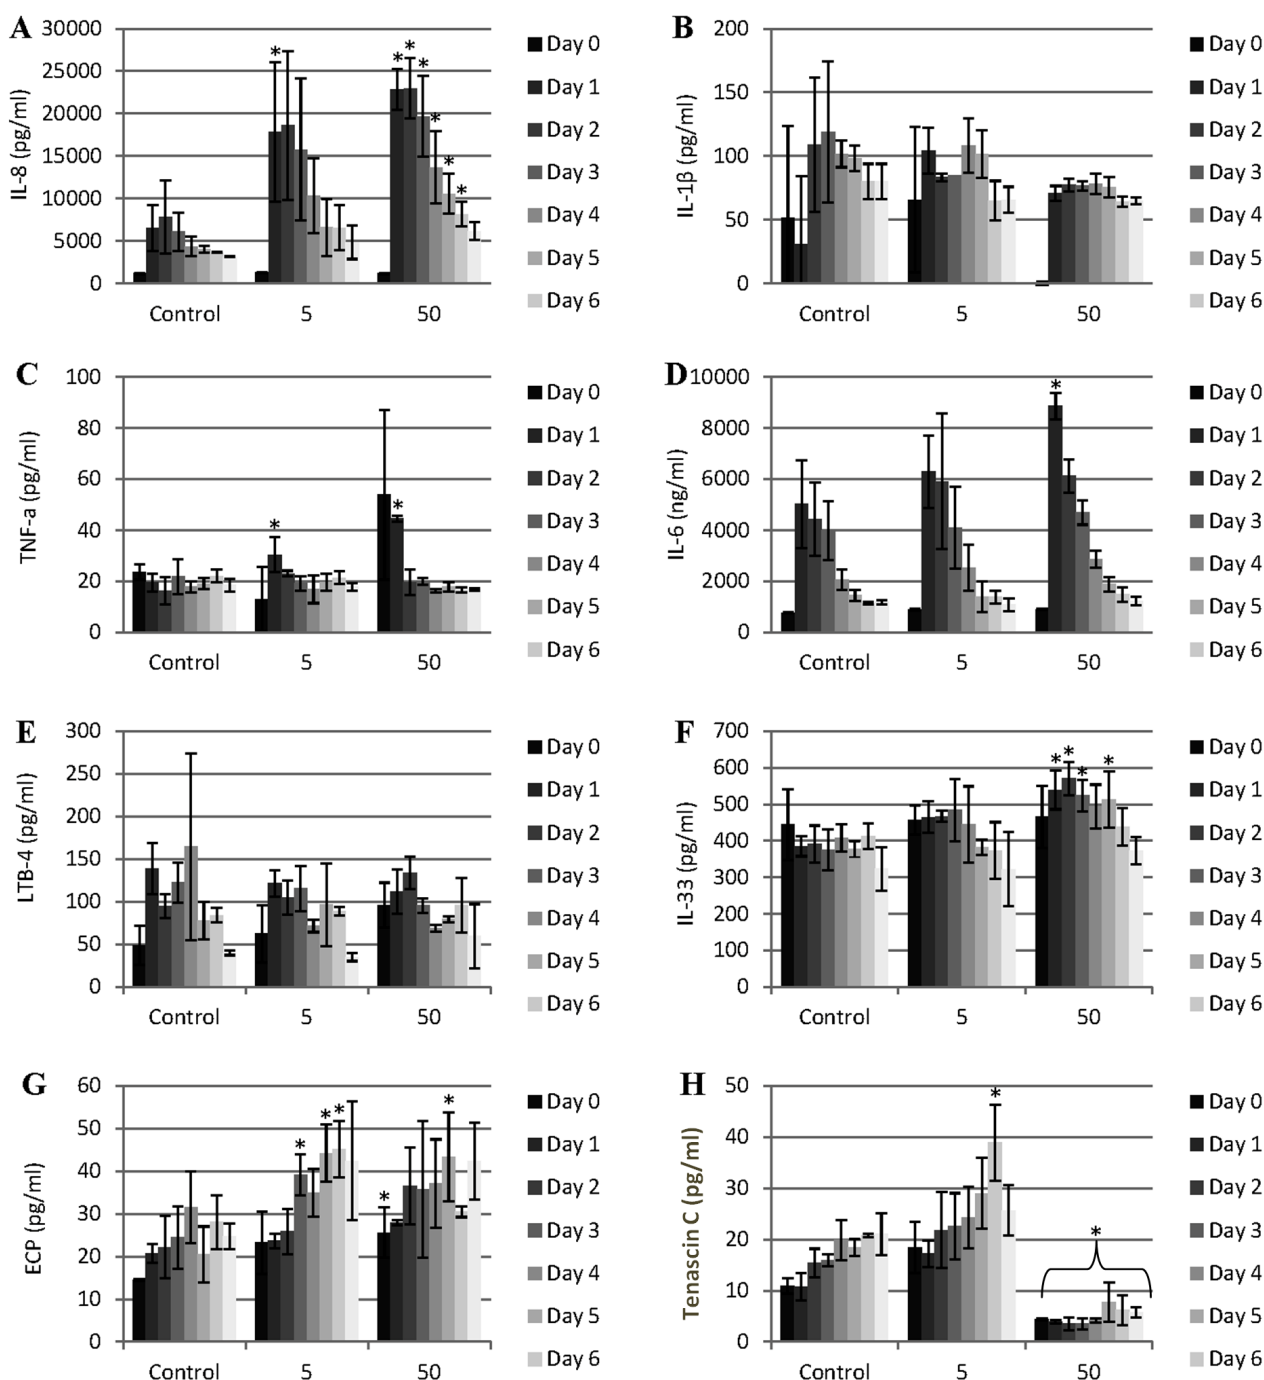 A
IL-8 (pg/ml)
30000
25000
20000
15000
10000
5000
0
* * * * * * *
Control 5 50
Day 0
Day 1
Day 2
Day 3
Day 4
Day 5
Day 6
B
IL-1β (pg/ml)
200
150
100
50
0
Control 5 50
Day 0
Day 1
Day 2
Day 3
Day 4
Day 5
Day 6
C
TNF-a (pg/ml)
100
80
60
40
20
0
* *
Control 5 50
Day 0
Day 1
Day 2
Day 3
Day 4
Day 5
Day 6
D
IL-6 (ng/ml)
10000
8000
6000
4000
2000
0
*
Control 5 50
Day 0
Day 1
Day 2
Day 3
Day 4
Day 5
Day 6
E
LTB-4 (pg/ml)
300
250
200
150
100
50
0
Control 5 50
Day 0
Day 1
Day 2
Day 3
Day 4
Day 5
Day 6
F
IL-33 (pg/ml)
700
600
500
400
300
200
100
0
* * * *
Control 5 50
Day 0
Day 1
Day 2
Day 3
Day 4
Day 5
Day 6
G
ECP (pg/ml)
60
50
40
30
20
10
0
* * * * *
Control 5 50
Day 0
Day 1
Day 2
Day 3
Day 4
Day 5
Day 6
H
Tenascin C (pg/ml)
50
40
30
20
10
0
* *
Control 5 50
Day 0
Day 1
Day 2
Day 3
Day 4
Day 5
Day 6